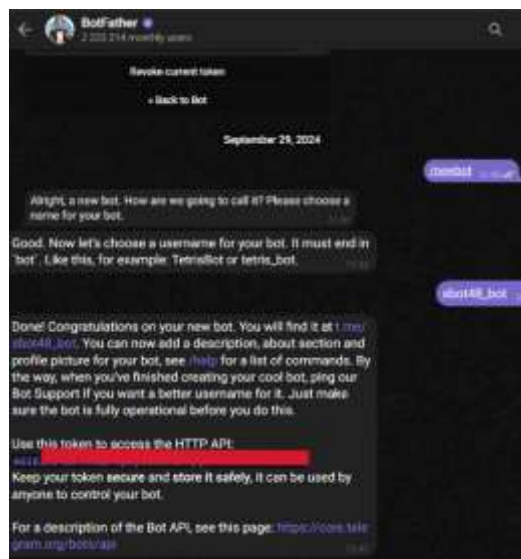 BotFather
2 203 214 monthly users
Revoke current token
« Back to Bot
September 29, 2024
/newbot
Alright, a new bot. How are we going to call it? Please choose a
name for your bot.
Good. Now let's choose a username for your bot. It must end in
`bot`. Like this, for example: TetrisBot or tetris_bot.
sbot48_bot
Done! Congratulations on your new bot. You will find it at t.me/
sbot48_bot. You can now add a description, about section and
profile picture for your bot, see /help for a list of commands. By
the way, when you've finished creating your cool bot, ping our
Bot Support if you want a better username for it. Just make
sure the bot is fully operational before you do this.
Use this token to access the HTTP API:
Keep your token secure and store it safely, it can be used by
anyone to control your bot.
For a description of the Bot API, see this page: https://core.tele
gram.org/bots/api